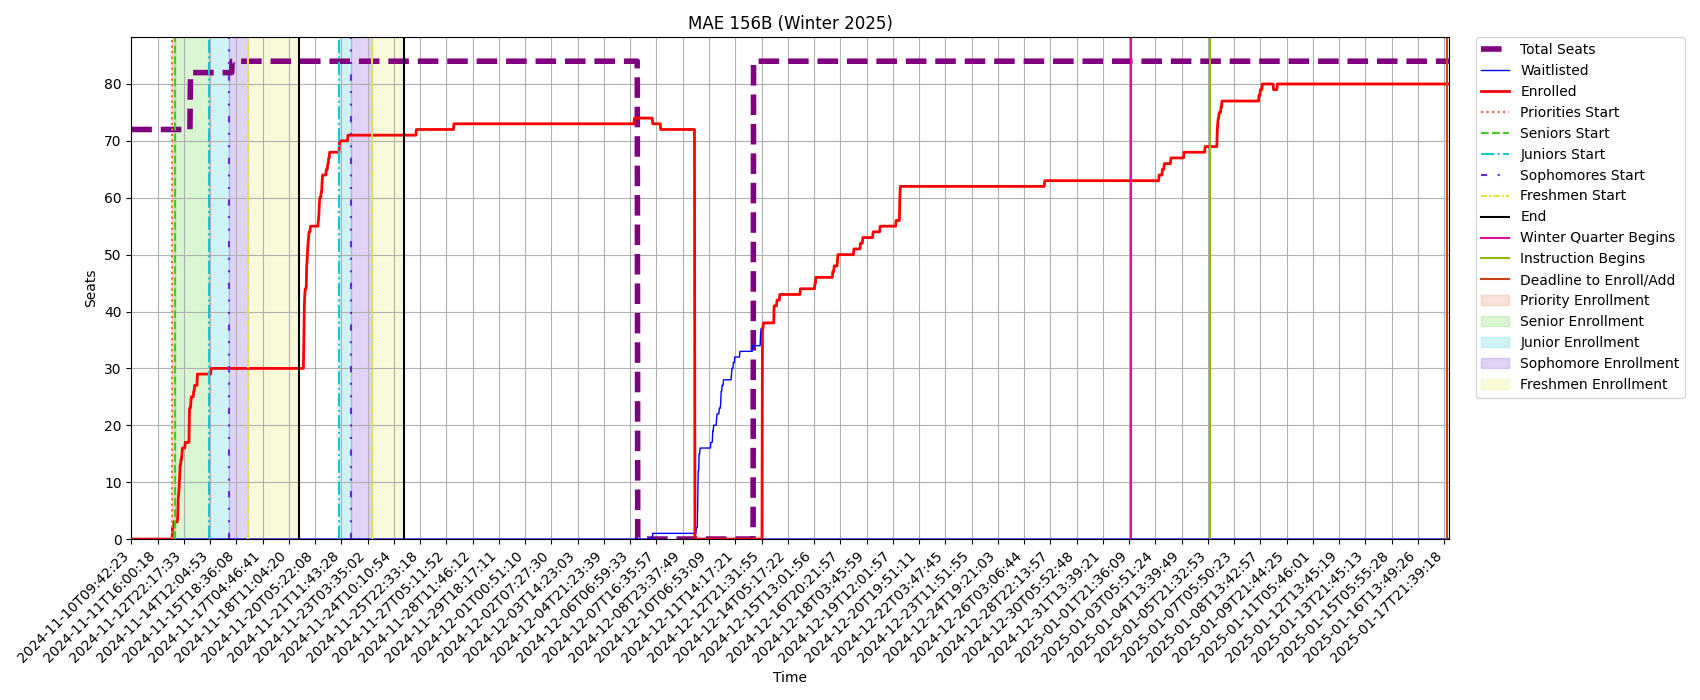 MAE 156B (Winter 2025)
Seats
80
70
60
50
40
30
20
10
0
2024-11-10T09:42:23
2024-11-11T16:00:18
2024-11-12T22:17:33
2024-11-14T12:04:53
2024-11-15T18:36:08
2024-11-17T04:46:41
2024-11-18T11:04:20
2024-11-20T05:22:08
2024-11-21T11:43:28
2024-11-23T03:35:02
2024-11-24T10:10:54
2024-11-25T22:33:18
2024-11-27T05:11:52
2024-11-28T11:46:12
2024-11-29T18:17:11
2024-12-01T00:51:10
2024-12-02T07:27:30
2024-12-03T14:23:03
2024-12-04T21:23:39
2024-12-06T06:59:33
2024-12-07T16:35:57
2024-12-08T23:37:49
2024-12-10T06:53:09
2024-12-11T14:17:21
2024-12-12T21:31:55
2024-12-14T05:17:22
2024-12-15T13:01:56
2024-12-16T20:21:57
2024-12-18T03:45:59
2024-12-19T12:01:57
2024-12-20T19:51:11
2024-12-22T03:47:45
2024-12-23T11:51:55
2024-12-24T19:21:03
2024-12-26T03:06:44
2024-12-28T22:13:57
2024-12-30T05:52:48
2024-12-31T13:39:21
2025-01-01T21:36:09
2025-01-03T05:51:24
2025-01-04T13:39:49
2025-01-05T21:32:53
2025-01-07T05:50:23
2025-01-08T13:42:57
2025-01-09T21:44:25
2025-01-11T05:46:01
2025-01-12T13:45:19
2025-01-13T21:45:13
2025-01-15T05:55:28
2025-01-16T13:49:26
2025-01-17T21:39:18
Time
Total Seats
Waitlisted
Enrolled
Priorities Start
Seniors Start
Juniors Start
Sophomores Start
Freshmen Start
End
Winter Quarter Begins
Instruction Begins
Deadline to Enroll/Add
Priority Enrollment
Senior Enrollment
Junior Enrollment
Sophomore Enrollment
Freshmen Enrollment